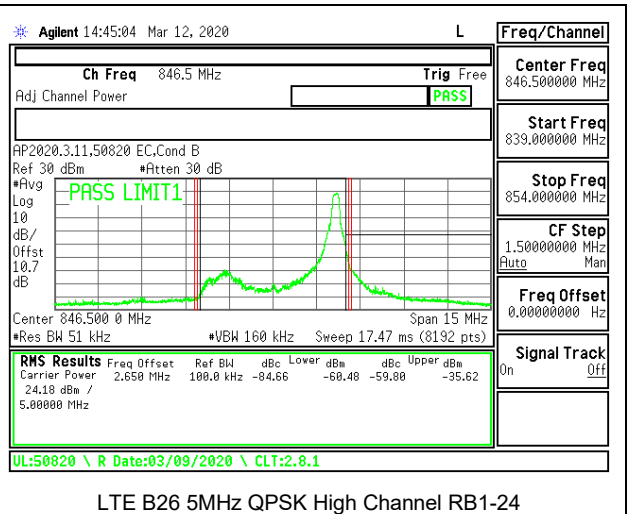 Agilent 14:45:04 Mar 12, 2020 L Freq/Channel
Ch Freq 846.5 MHz Trig Free
Adj Channel Power PASS
AP2020.3.11,50820 EC,Cond B
Ref 30 dBm #Atten 30 dB
#Avg
Log
10
dB/
Offst
10.7
dB
PASS LIMIT1
Center 846.500 0 MHz Span 15 MHz
#Res BW 51 kHz #VBW 160 kHz Sweep 17.47 ms (8192 pts)
RMS Results Freq Offset Ref BW dBc Lower dBm dBc Upper dBm
Carrier Power 2.650 MHz 100.0 kHz -84.66 -60.48 -59.80 -35.62
24.18 dBm /
5.00000 MHz
UL:50820 \ R Date:03/09/2020 \ CLT:2.8.1
Center Freq
846.500000 MHz
Start Freq
839.000000 MHz
Stop Freq
854.000000 MHz
CF Step
1.50000000 MHz
Auto Man
Freq Offset
0.00000000 Hz
Signal Track
On Off
LTE B26 5MHz QPSK High Channel RB1-24